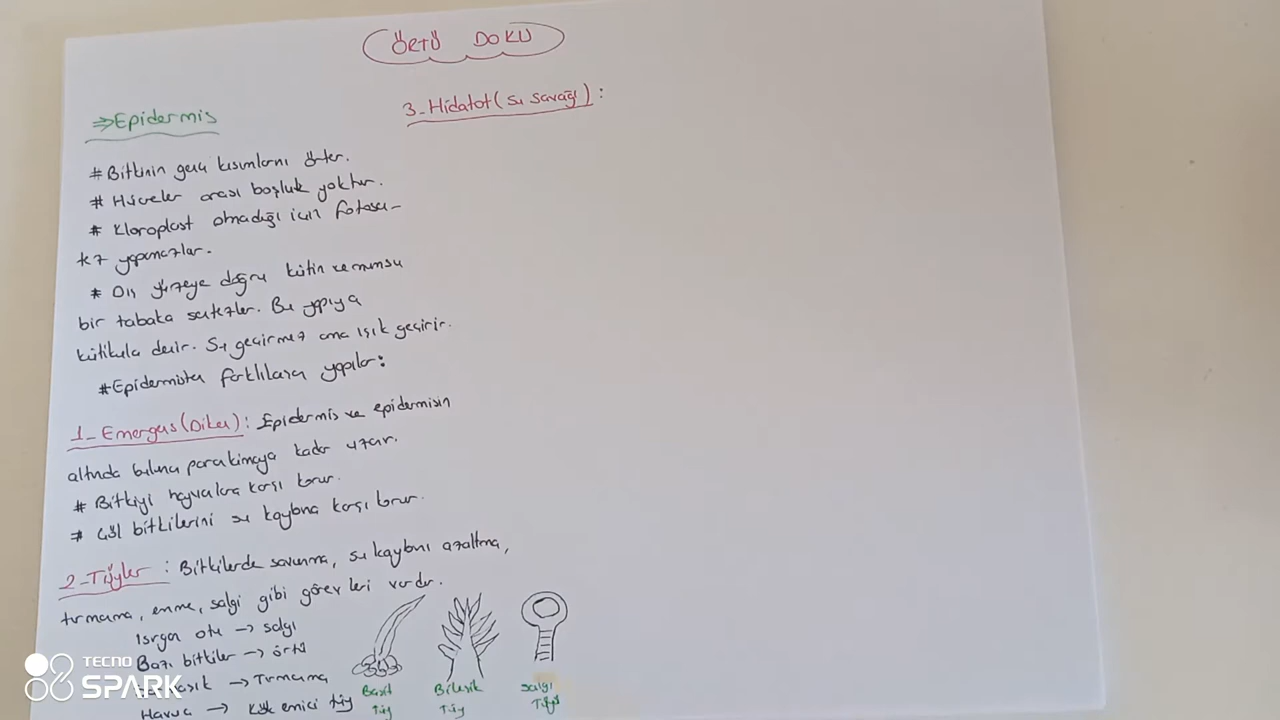 ÖRTÜ DOKU
⇒Epidermis
# Bitkinin genç kısımlarını örter.
# Hücreler arası boşluk yoktur.
# Kloroplast olmadığı için fotosen-
tez yapamazlar.
# Dış yüzeye doğru kütin ve mumsu
bir tabaka sentezler. Bu yapıya
kütikula denir. Su geçirmez ama ışık geçirir.
#Epidermisten farklılaşan yapılar:
1-Emergens(Diken): Epidermis ve epidermisin
altında bulunan parankimaya kadar uzanır.
# Bitkiyi hayvanlara karşı korur.
# Çöl bitkilerini su kaybına karşı korur.
2-Tüyler: Bitkilerde savunma, su kaybını azaltma,
tırmanma, emme, salgı gibi görevleri vardır.
Isırgan otu → salgı
Bazı bitkiler → örtü
→ Tırmanma
Havuç → kök emici tüy
Basit Tüy
Bileşik Tüy
Salgı Tüyü
3-Hidatot(Su Savağı):
TECNO
SPARK